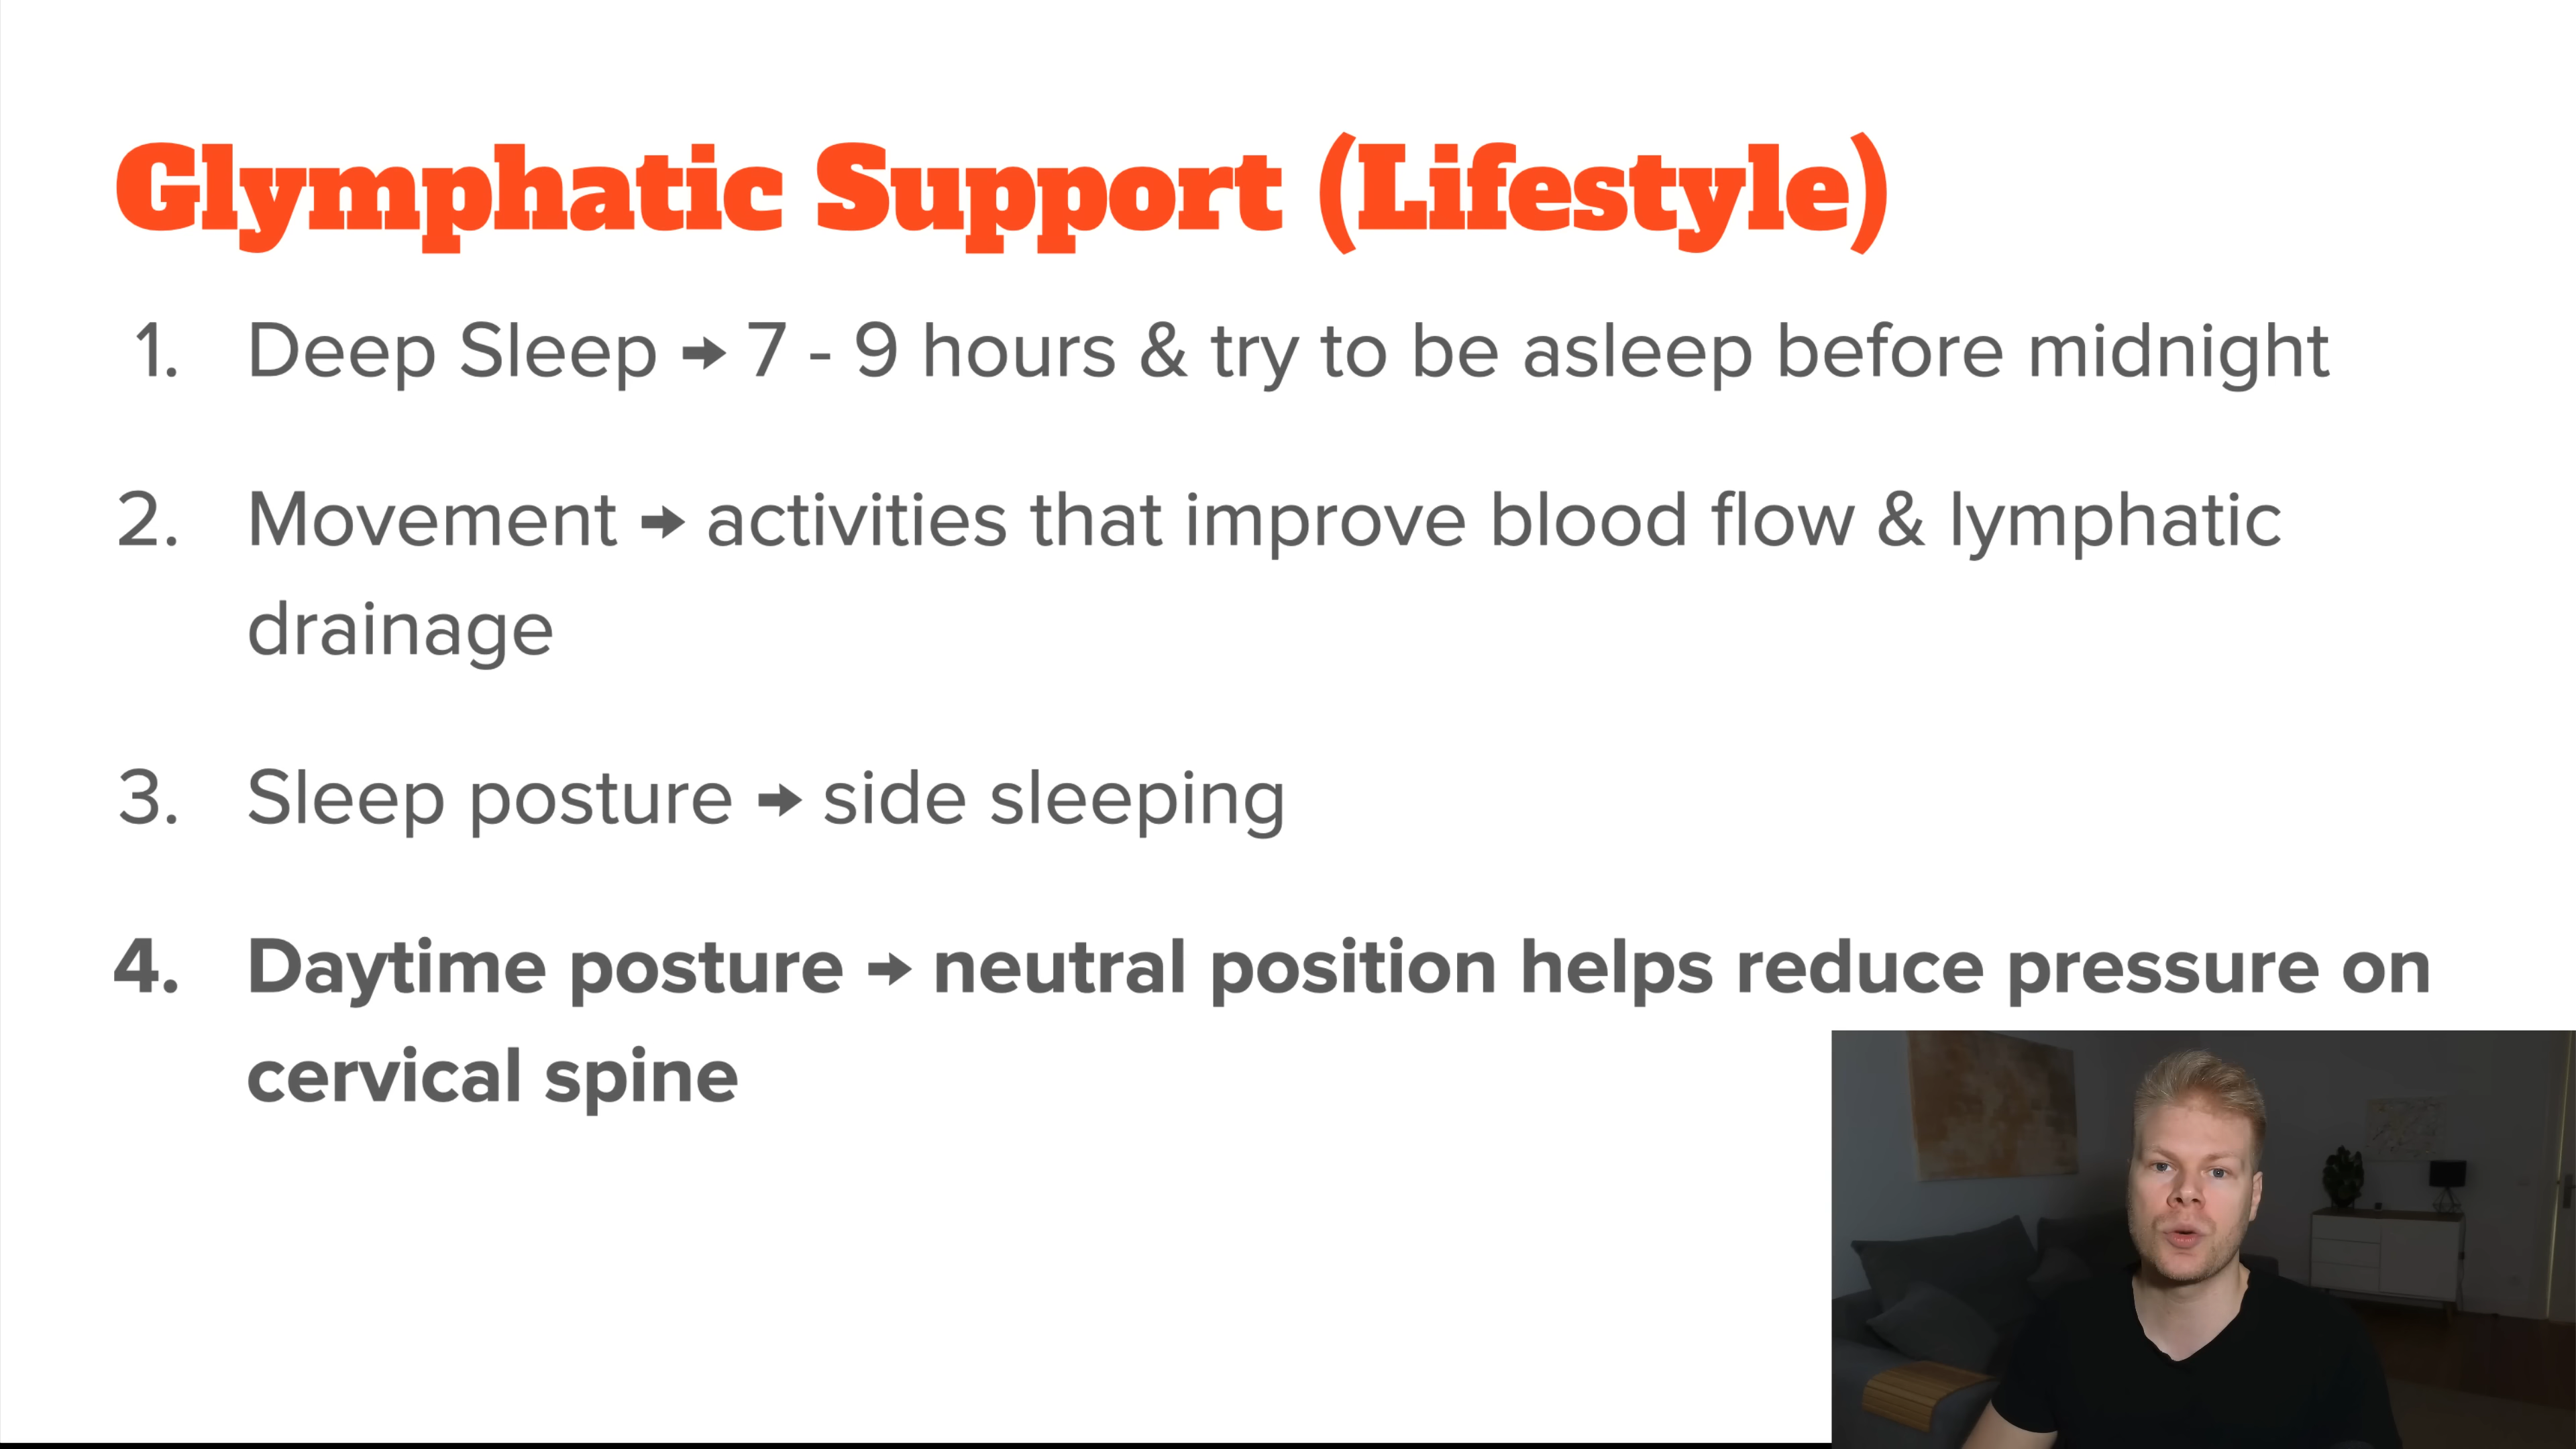 Glymphatic Support (Lifestyle)
1. Deep Sleep → 7 - 9 hours & try to be asleep before midnight
2. Movement → activities that improve blood flow & lymphatic
drainage
3. Sleep posture → side sleeping
4. Daytime posture → neutral position helps reduce pressure on
cervical spine